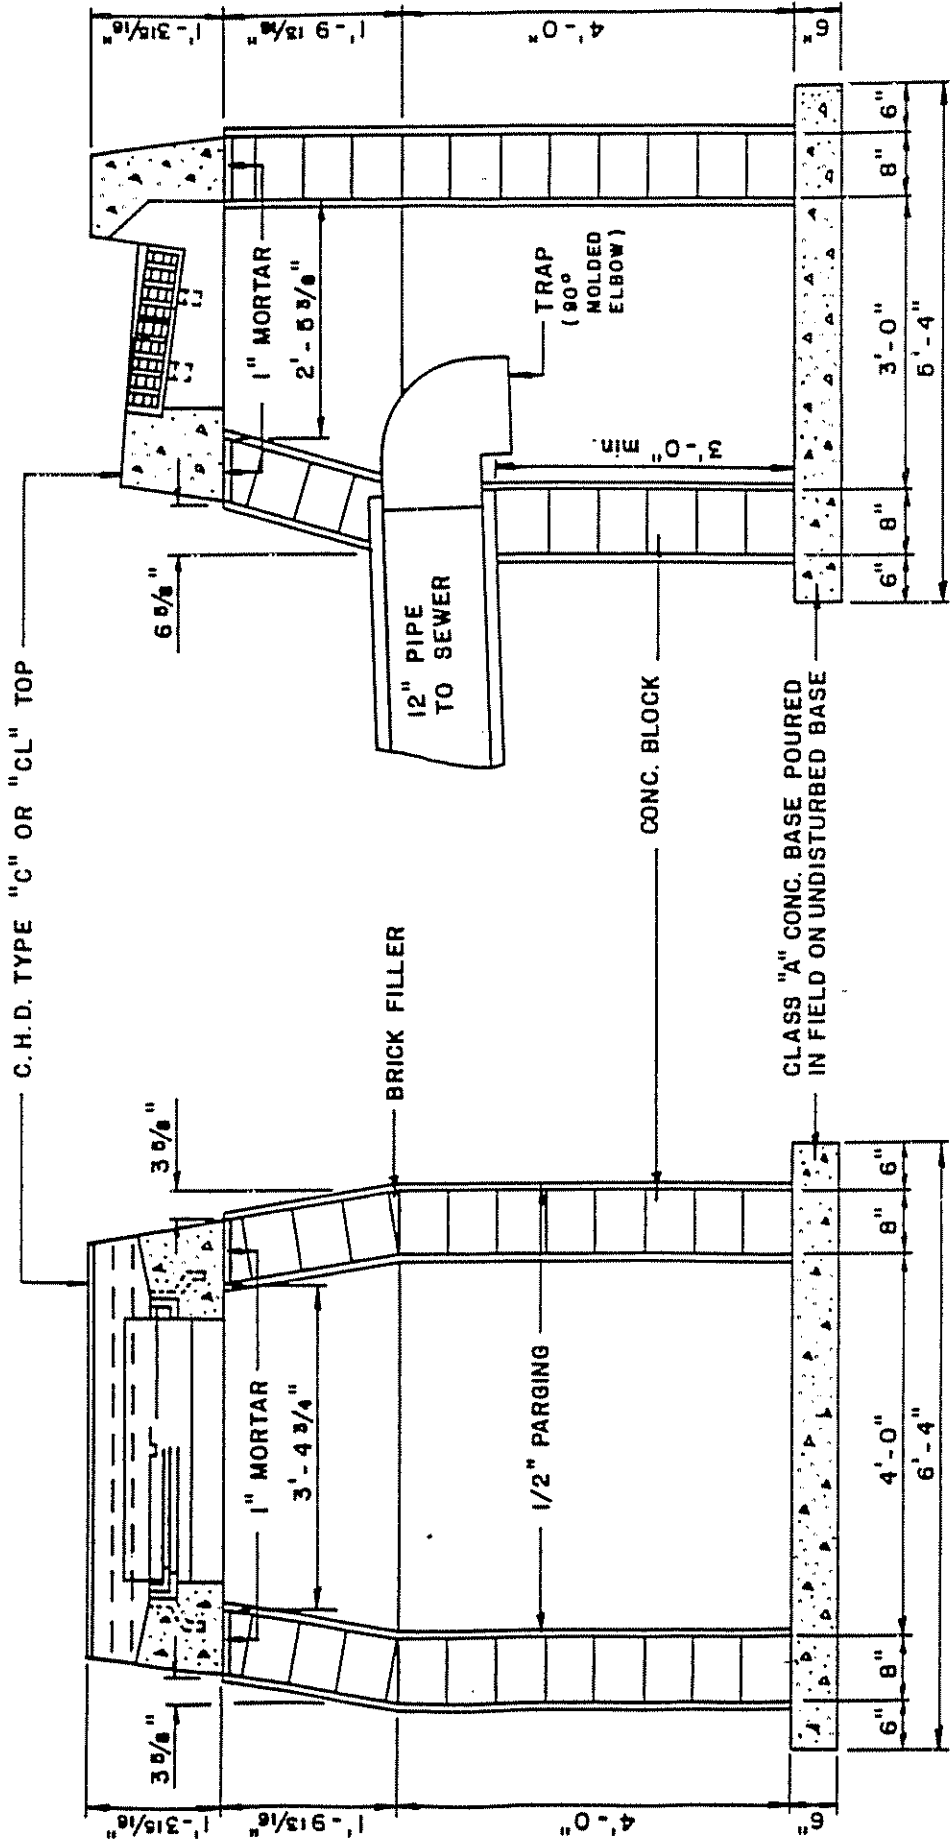 C.H.D. TYPE "C" OR "CL" TOP
3 5/8"
3 5/8"
1" MORTAR
3'-4 3/4"
BRICK FILLER
1/2" PARGING
CONC. BLOCK
CLASS "A" CONC. BASE POURED
IN FIELD ON UNDISTURBED BASE
1'-3 15/16"
1'-9 13/16"
4'-0"
6"
6"
8"
4'-0"
8"
6"
6'-4"
6 5/8"
1" MORTAR
2'-5 3/8"
12" PIPE
TO SEWER
TRAP
(90°
MOLDED
ELBOW)
3'-0" min.
1'-3 15/16"
1'-9 13/16"
4'-0"
6"
6"
8"
3'-0"
8"
6"
5'-4"